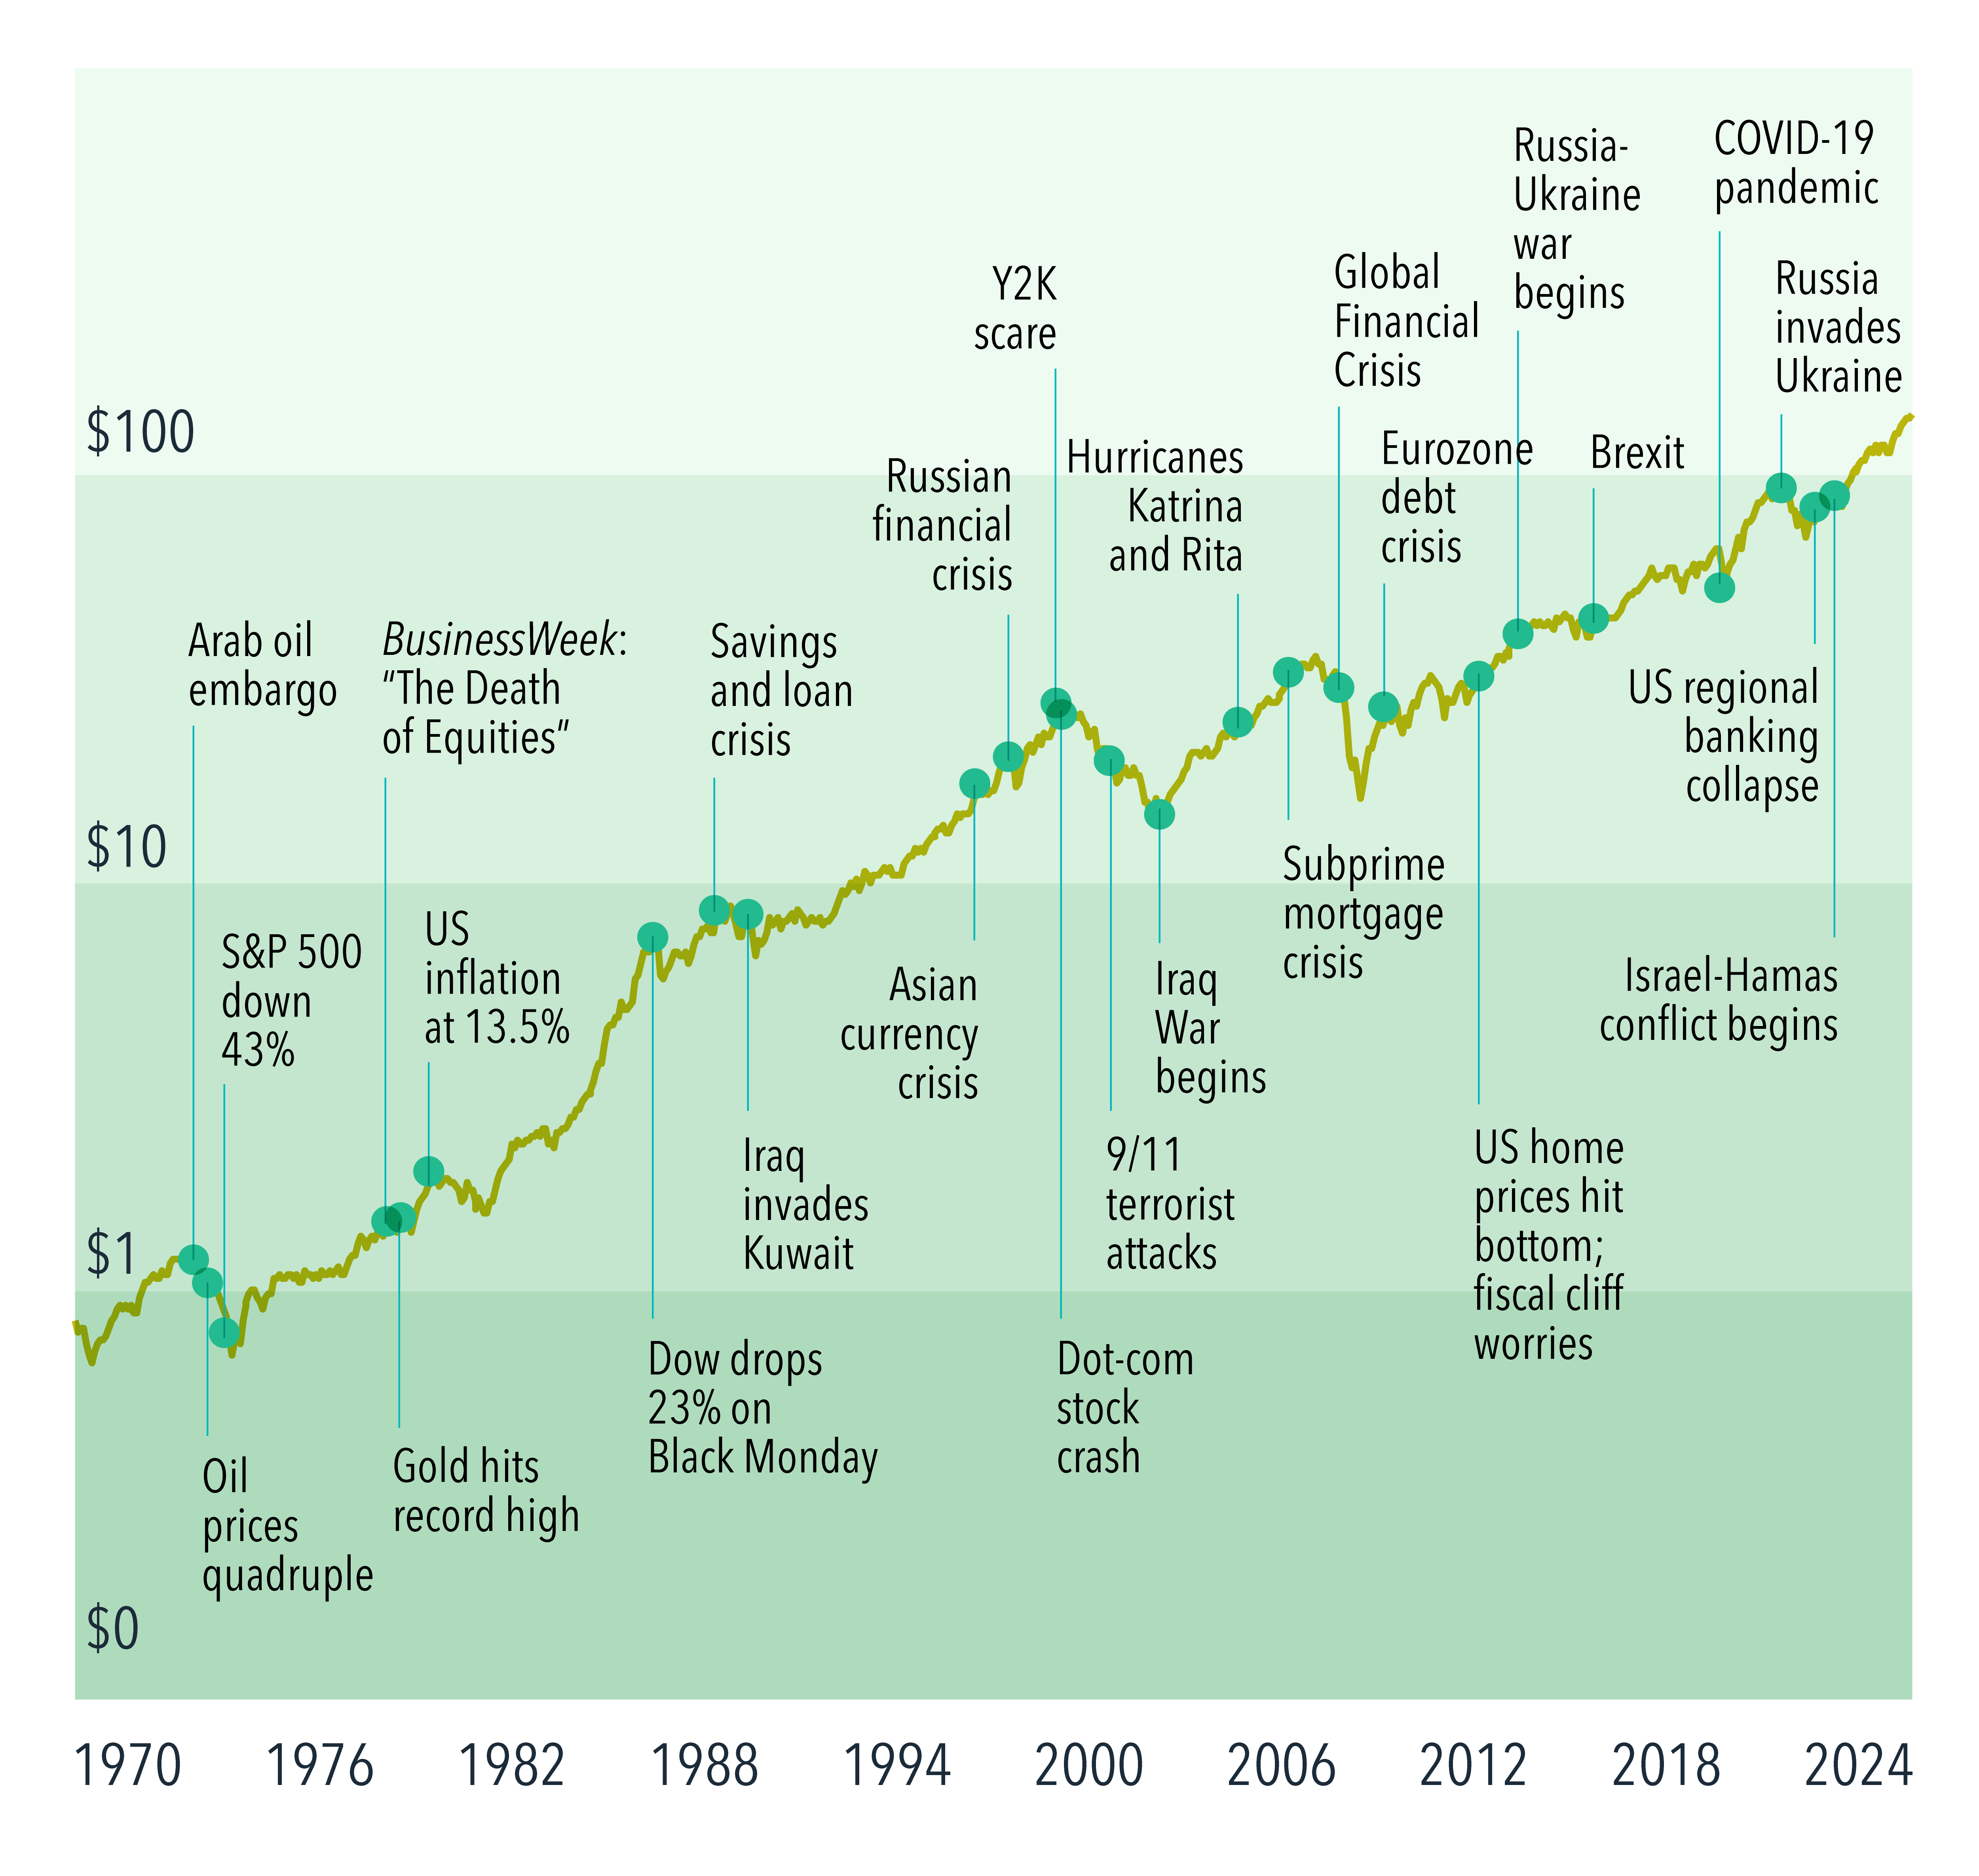 Russia-
Ukraine
war
begins
COVID-19
pandemic
Y2K
scare
Global
Financial
Crisis
Russia
invades
Ukraine
$100
Russian
financial
crisis
Hurricanes
Katrina
and Rita
Eurozone
debt
crisis
Brexit
Arab oil
embargo
BusinessWeek:
“The Death
of Equities”
Savings
and loan
crisis
US regional
banking
collapse
$10
S&P 500
down
43%
US
inflation
at 13.5%
Asian
currency
crisis
Iraq
War
begins
Subprime
mortgage
crisis
Israel-Hamas
conflict begins
Iraq
invades
Kuwait
9/11
terrorist
attacks
US home
prices hit
bottom;
fiscal cliff
worries
$1
Dow drops
23% on
Black Monday
Dot-com
stock
crash
Oil
prices
quadruple
Gold hits
record high
$0
1970 1976 1982 1988 1994 2000 2006 2012 2018 2024